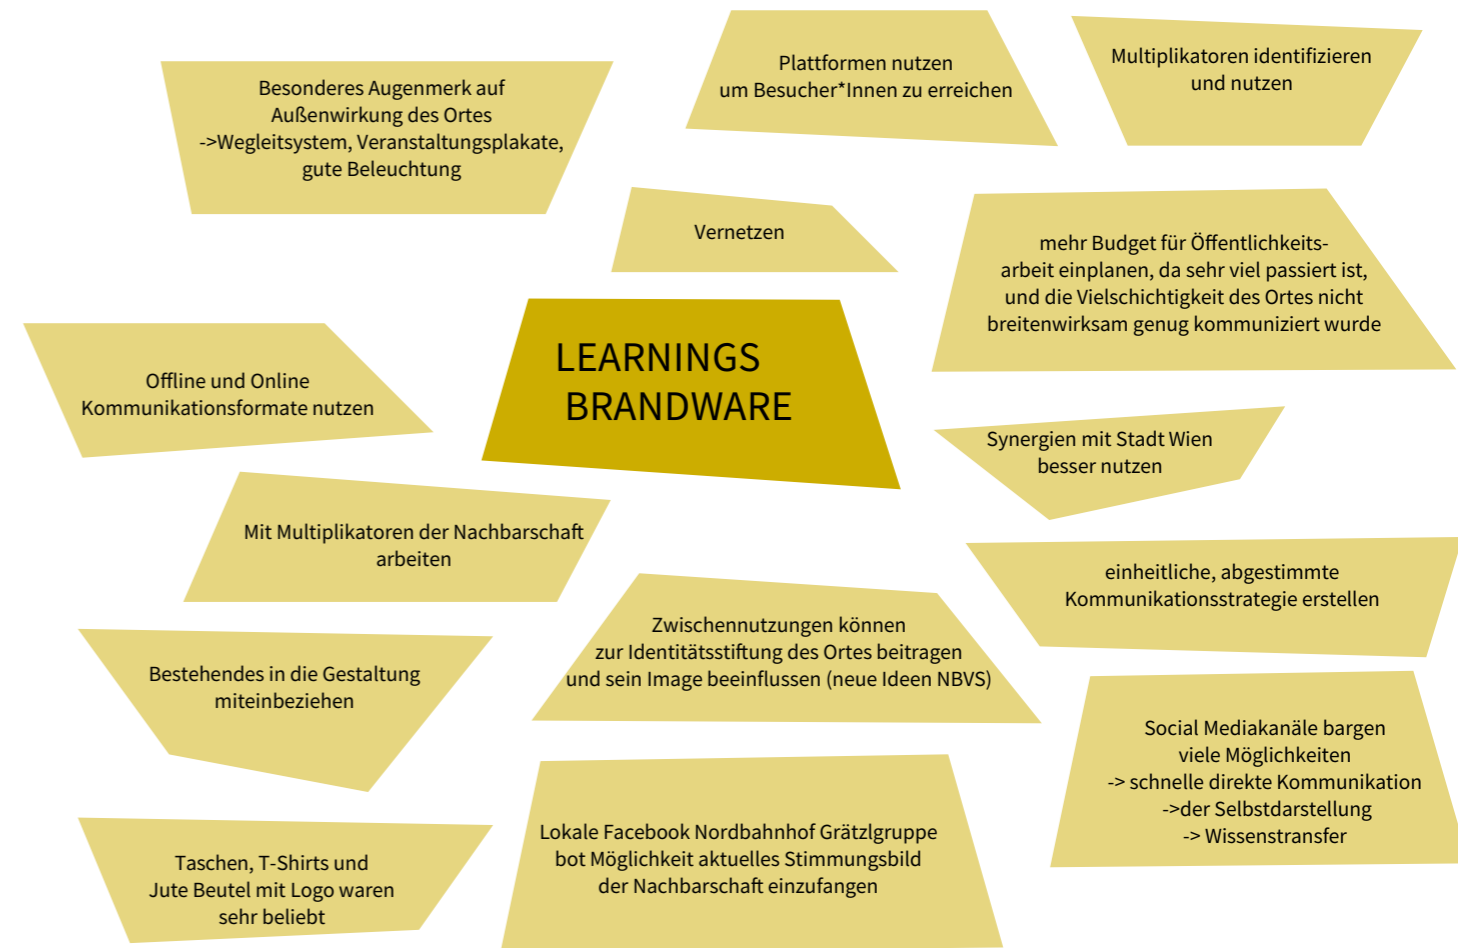 Besonderes Augenmerk auf
Außenwirkung des Ortes
->Wegleitsystem, Veranstaltungsplakate,
gute Beleuchtung
Plattformen nutzen
um Besucher*Innen zu erreichen
Multiplikatoren identifizieren
und nutzen
Vernetzen
mehr Budget für Öffentlichkeits-
arbeit einplanen, da sehr viel passiert ist,
und die Vielschichtigkeit des Ortes nicht
breitenwirksam genug kommuniziert wurde
LEARNINGS
BRANDWARE
Offline und Online
Kommunikationsformate nutzen
Synergien mit Stadt Wien
besser nutzen
Mit Multiplikatoren der Nachbarschaft
arbeiten
einheitliche, abgestimmte
Kommunikationsstrategie erstellen
Zwischennutzungen können
zur Identitätsstiftung des Ortes beitragen
und sein Image beeinflussen (neue Ideen NBVS)
Bestehendes in die Gestaltung
miteinbeziehen
Social Mediakanäle bargen
viele Möglichkeiten
-> schnelle direkte Kommunikation
->der Selbstdarstellung
-> Wissenstransfer
Lokale Facebook Nordbahnhof Grätzlgruppe
bot Möglichkeit aktuelles Stimmungsbild
der Nachbarschaft einzufangen
Taschen, T-Shirts und
Jute Beutel mit Logo waren
sehr beliebt